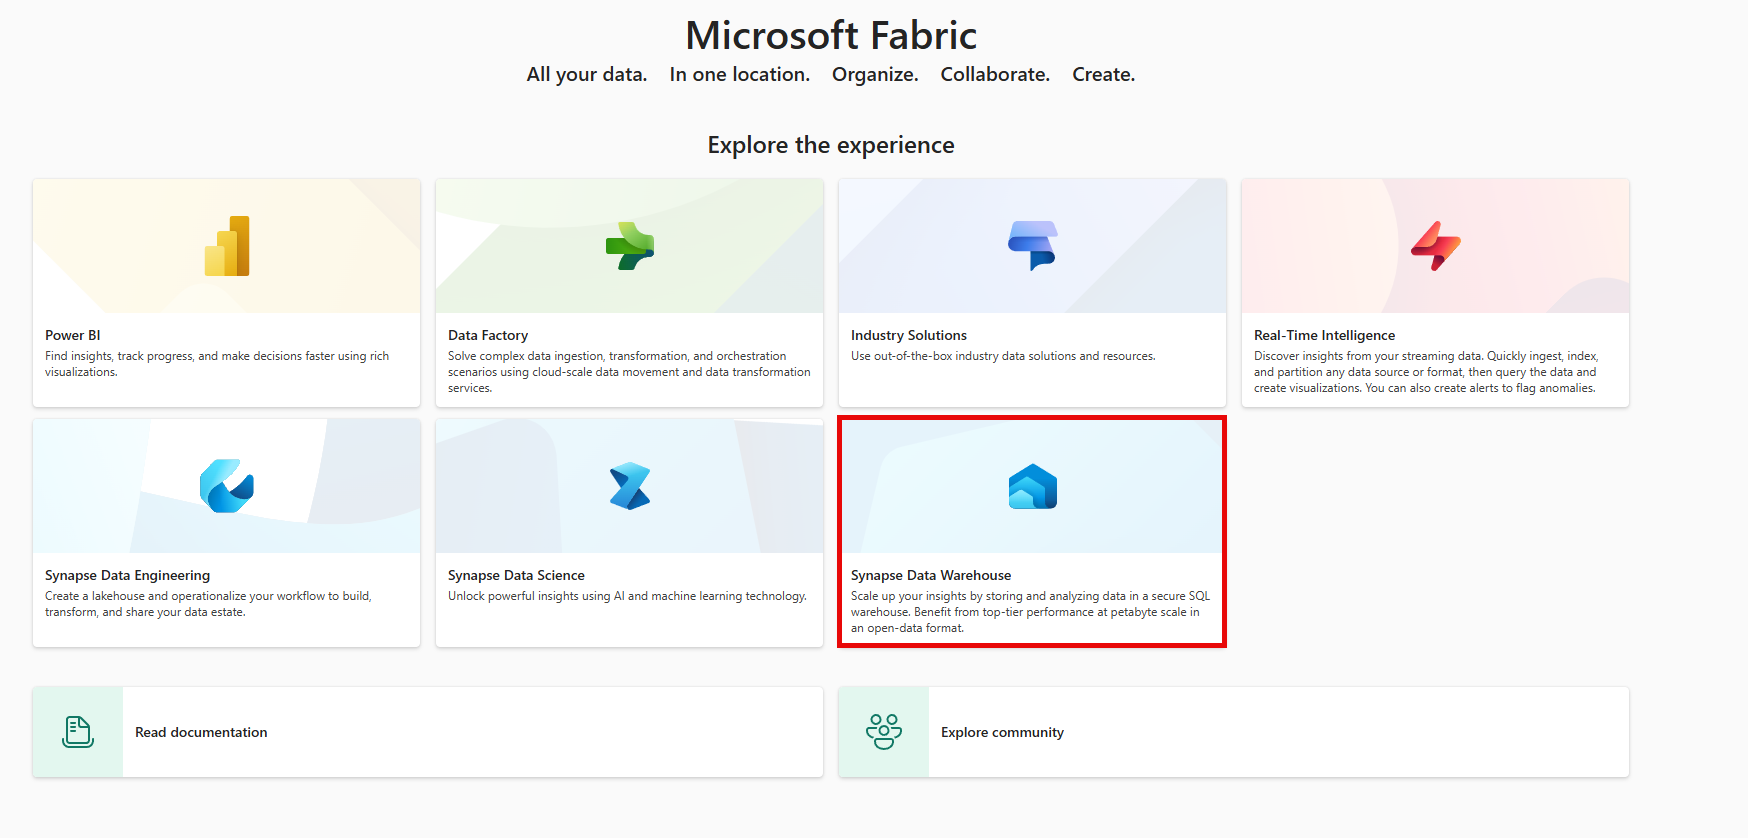 Microsoft Fabric
All your data. In one location. Organize. Collaborate. Create.
Explore the experience
Power BI
Find insights, track progress, and make decisions faster using rich
visualizations.
Data Factory
Solve complex data ingestion, transformation, and orchestration
scenarios using cloud-scale data movement and data transformation
services.
Industry Solutions
Use out-of-the-box industry data solutions and resources.
Real-Time Intelligence
Discover insights from your streaming data. Quickly ingest, index,
and partition any data source or format, then query the data and
create visualizations. You can also create alerts to flag anomalies.
Synapse Data Engineering
Create a lakehouse and operationalize your workflow to build,
transform, and share your data estate.
Synapse Data Science
Unlock powerful insights using AI and machine learning technology.
Synapse Data Warehouse
Scale up your insights by storing and analyzing data in a secure SQL
warehouse. Benefit from top-tier performance at petabyte scale in
an open-data format.
Read documentation
Explore community